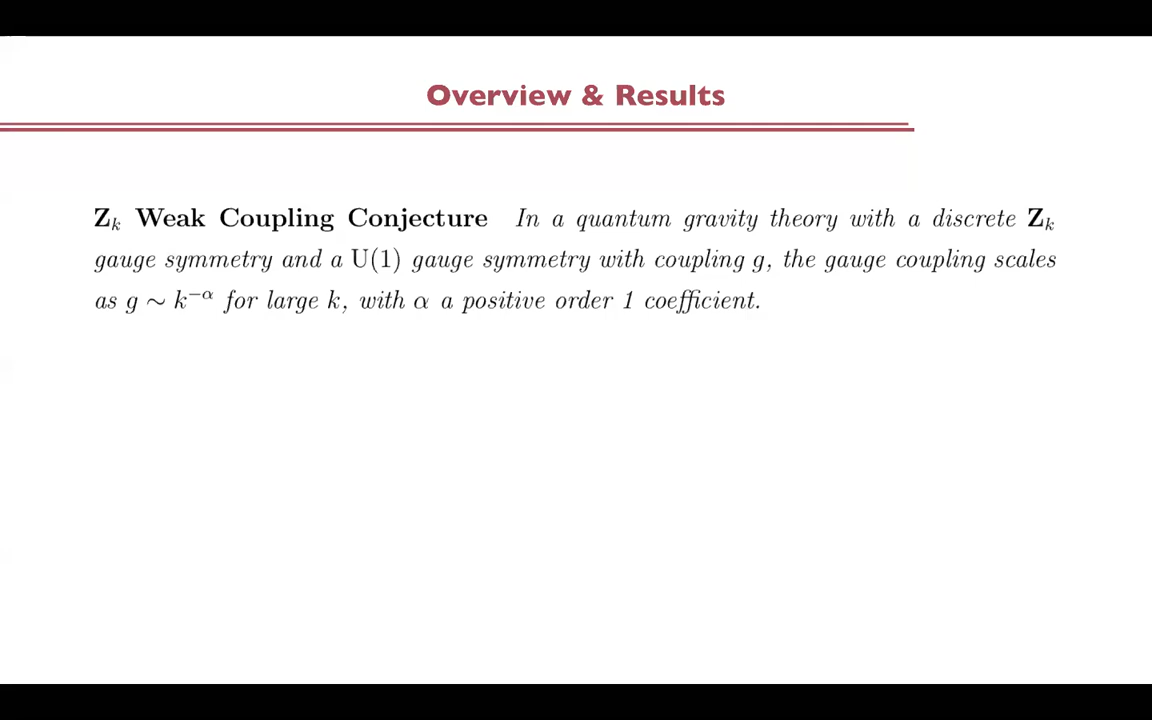 Overview & Results
Z_k Weak Coupling Conjecture In a quantum gravity theory with a discrete Z_k
gauge symmetry and a U(1) gauge symmetry with coupling g, the gauge coupling scales
as g ∼ k^{−α} for large k, with α a positive order 1 coefficient.